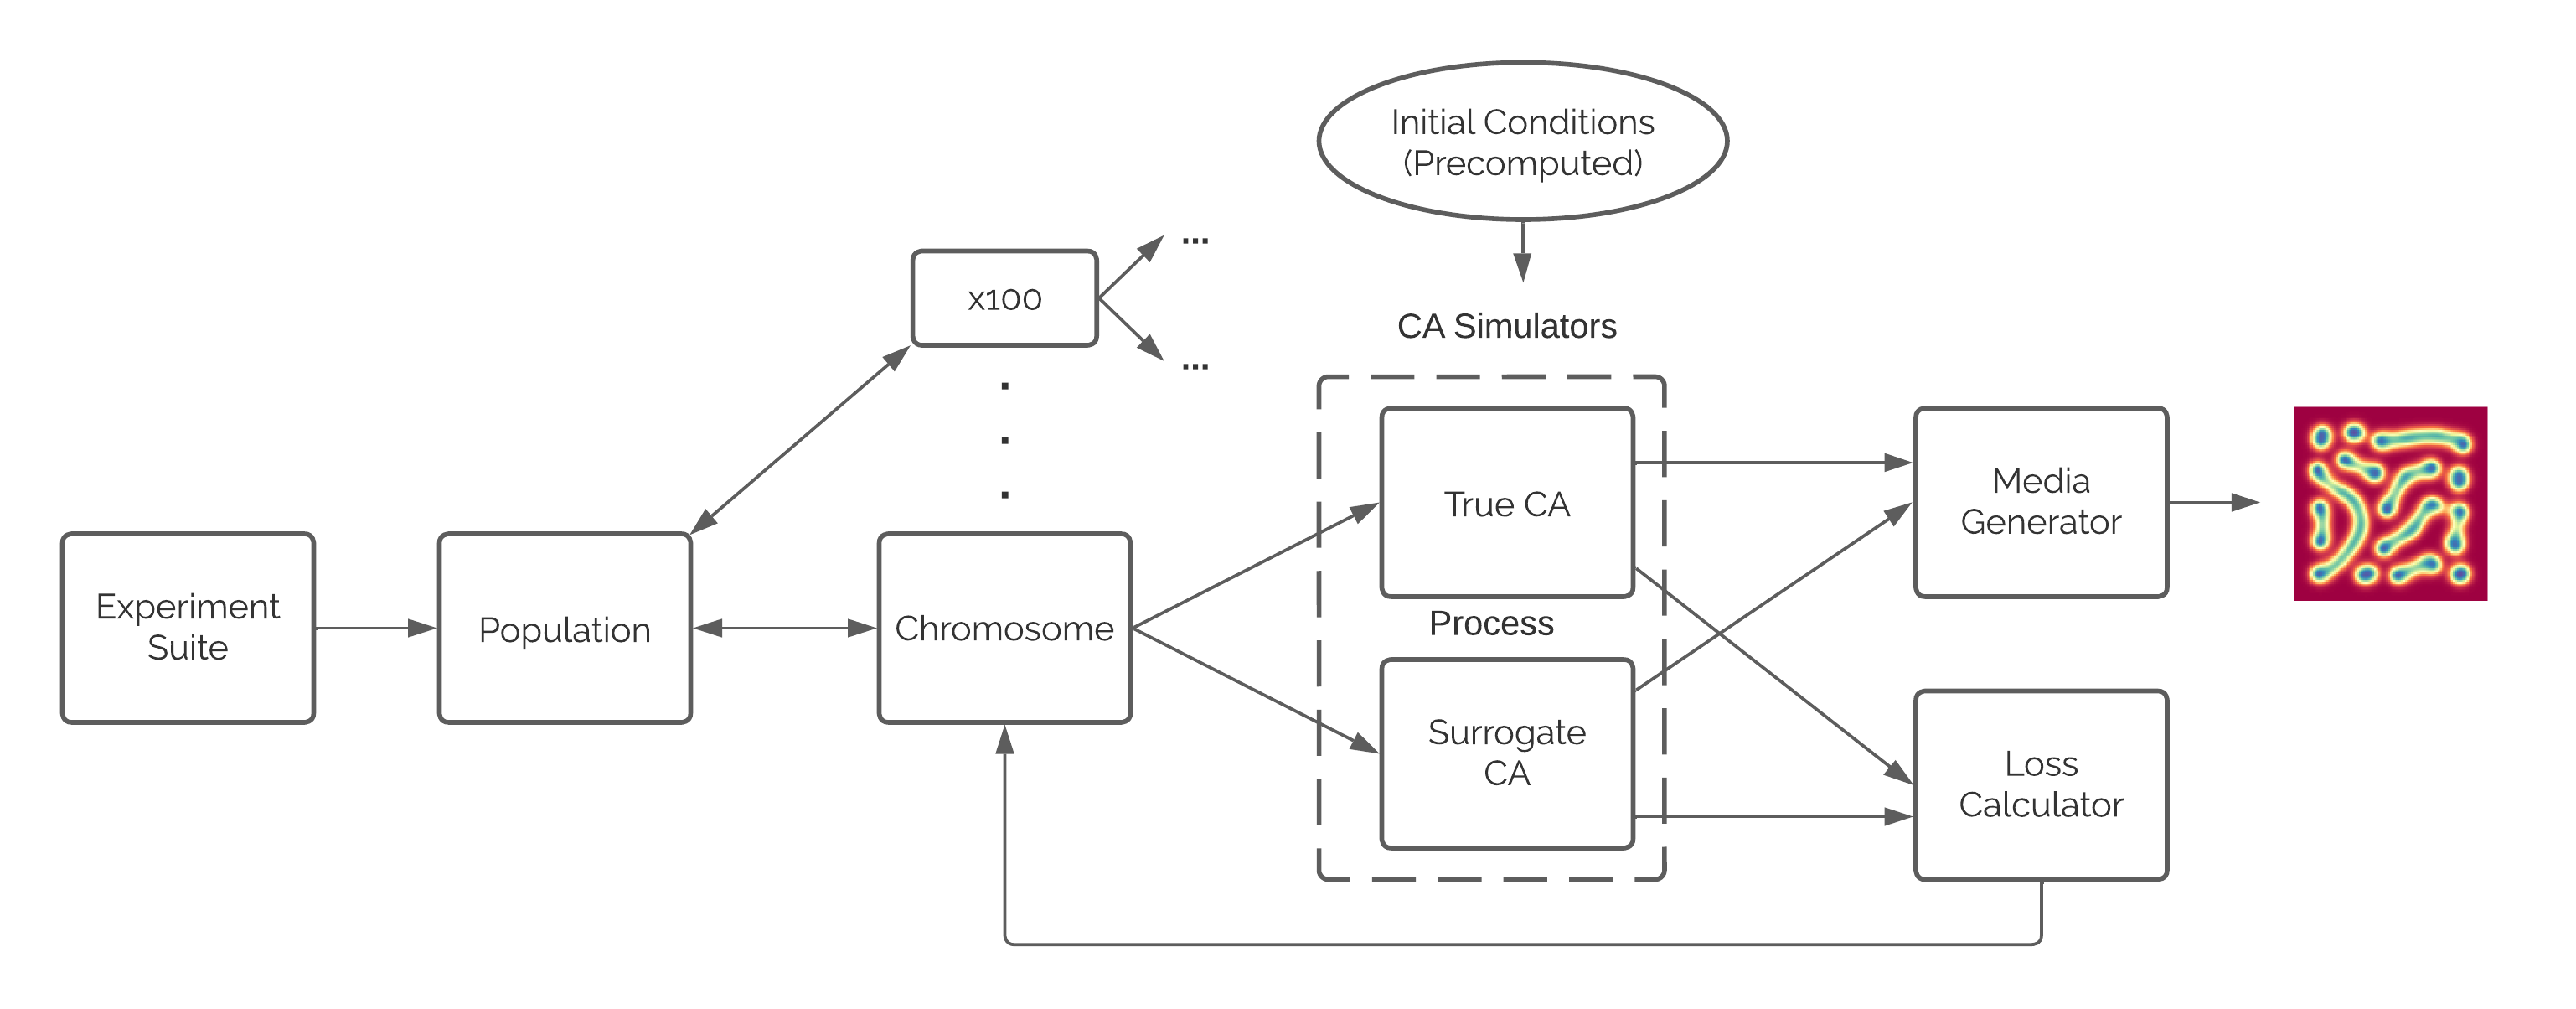 Initial Conditions
(Precomputed)
...
x100
CA Simulators
...
Media
Generator
True CA
Experiment
Suite
Population
Chromosome
Process
Surrogate
CA
Loss
Calculator